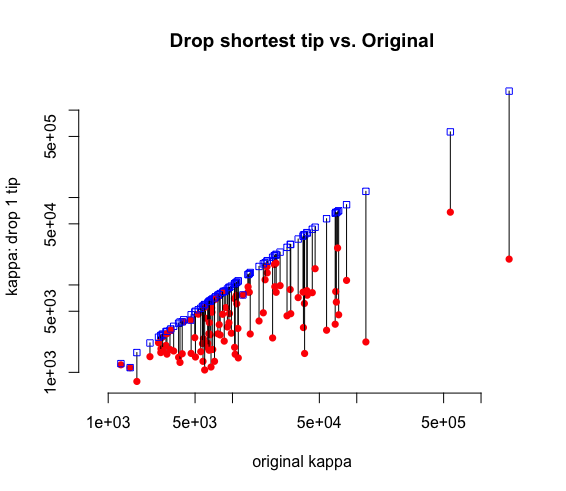 Drop shortest tip vs. Original
kappa: drop 1 tip
5e+05
5e+04
5e+03
1e+03
1e+03
5e+03
5e+04
5e+05
original kappa